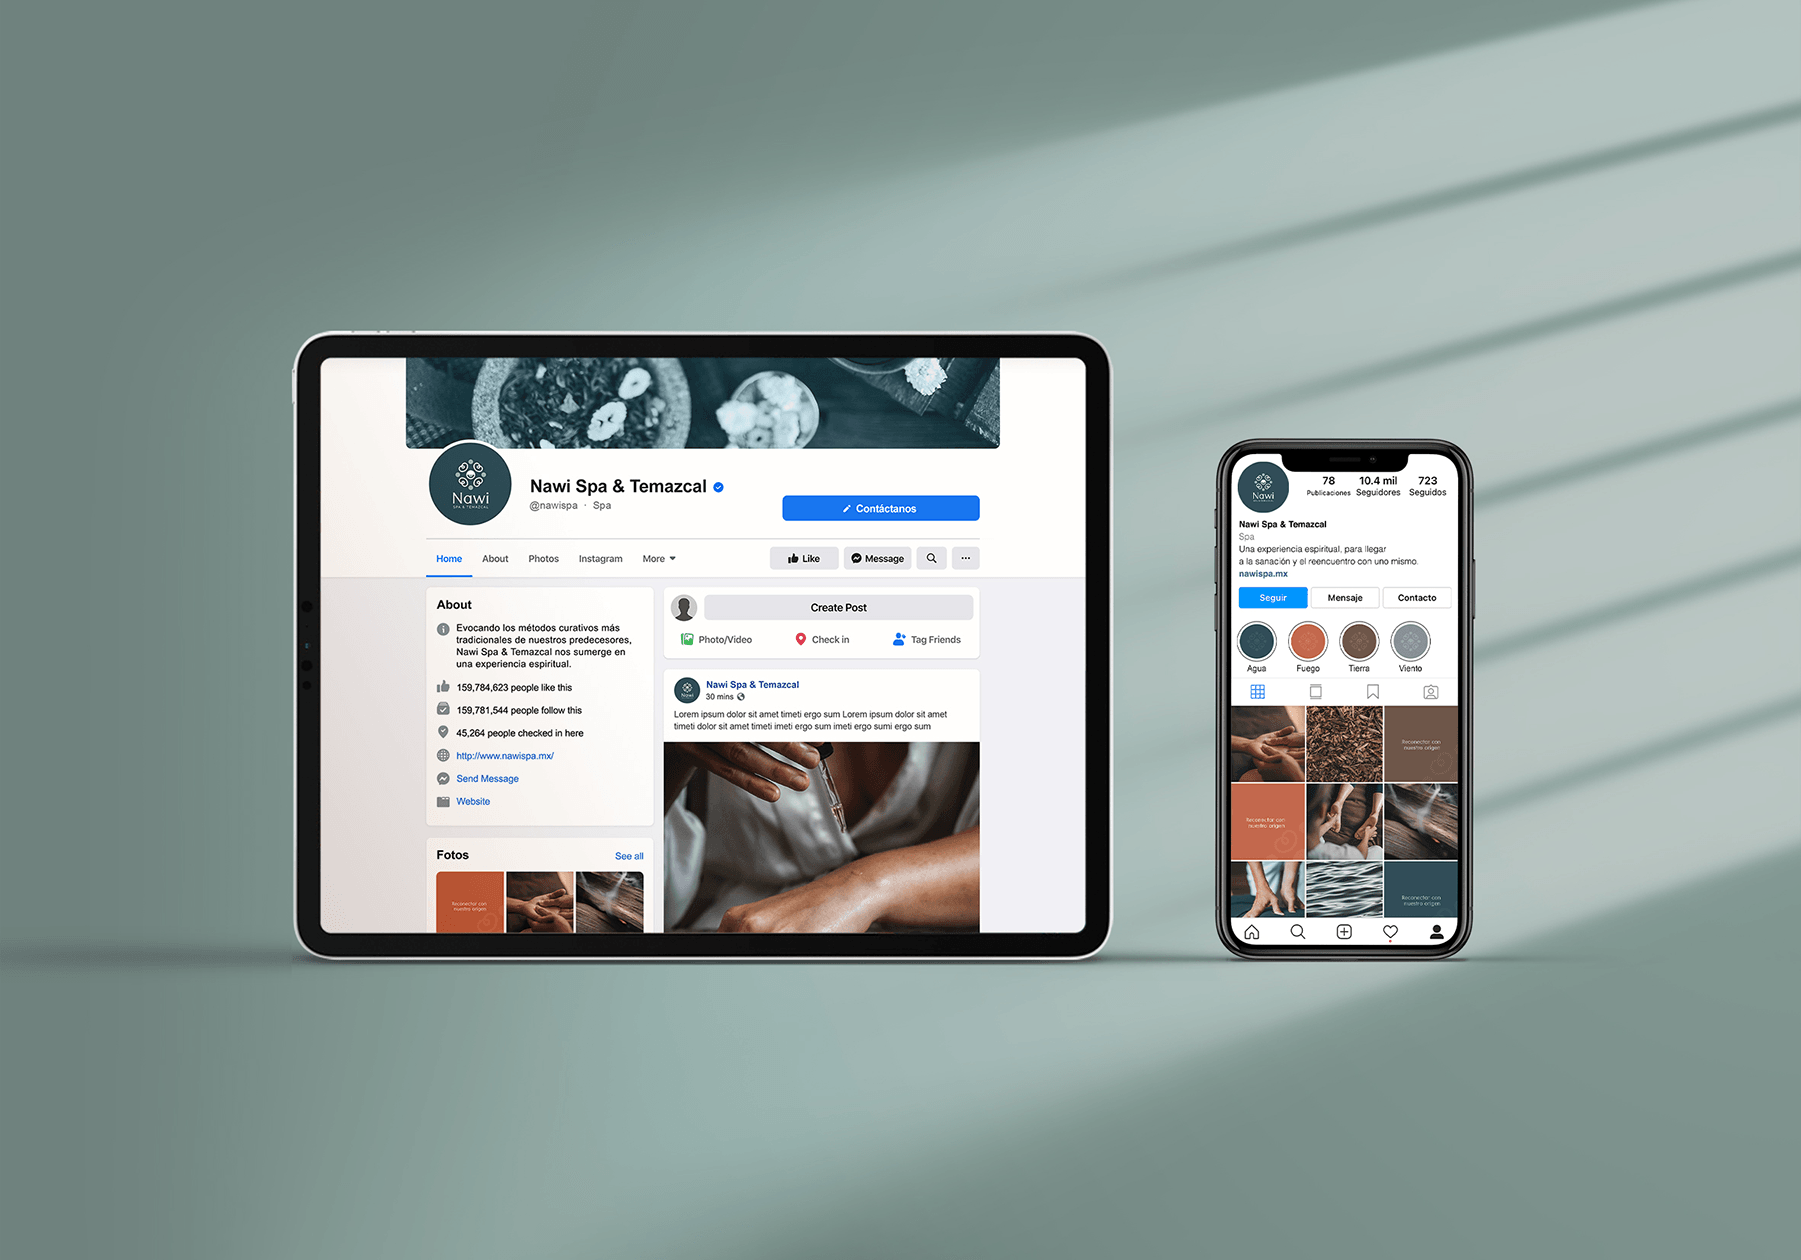 Nawi
SPA & TEMAZCAL
Nawi Spa & Temazcal
@nawispa · Spa
Contáctanos
Home
About
Photos
Instagram
More
Like
Message
About
Evocando los métodos curativos más
tradicionales de nuestros predecesores,
Nawi Spa & Temazcal nos sumerge en
una experiencia espiritual.
159,784,623 people like this
159,781,544 people follow this
45,264 people checked in here
http://www.nawispa.mx/
Send Message
Website
Fotos
See all
Reconectar con
nuestro origen
Create Post
Photo/Video
Check in
Tag Friends
Nawi
Nawi Spa & Temazcal
30 mins
Lorem ipsum dolor sit amet timeti ergo sum Lorem ipsum dolor sit amet
timeti dolor sit amet timeti imeti ergo sum imeti ergo sumi ergo sum
Nawi
78
Publicaciones
10.4 mil
Seguidores
723
Seguidos
Nawi Spa & Temazcal
Spa
Una experiencia espiritual, para llegar
a la sanación y el reencuentro con uno mismo.
nawispa.mx
Seguir
Mensaje
Contacto
Agua
Fuego
Tierra
Viento
Reconectar con
nuestro origen
Reconectar con
nuestro origen
Reconectar con
nuestro origen